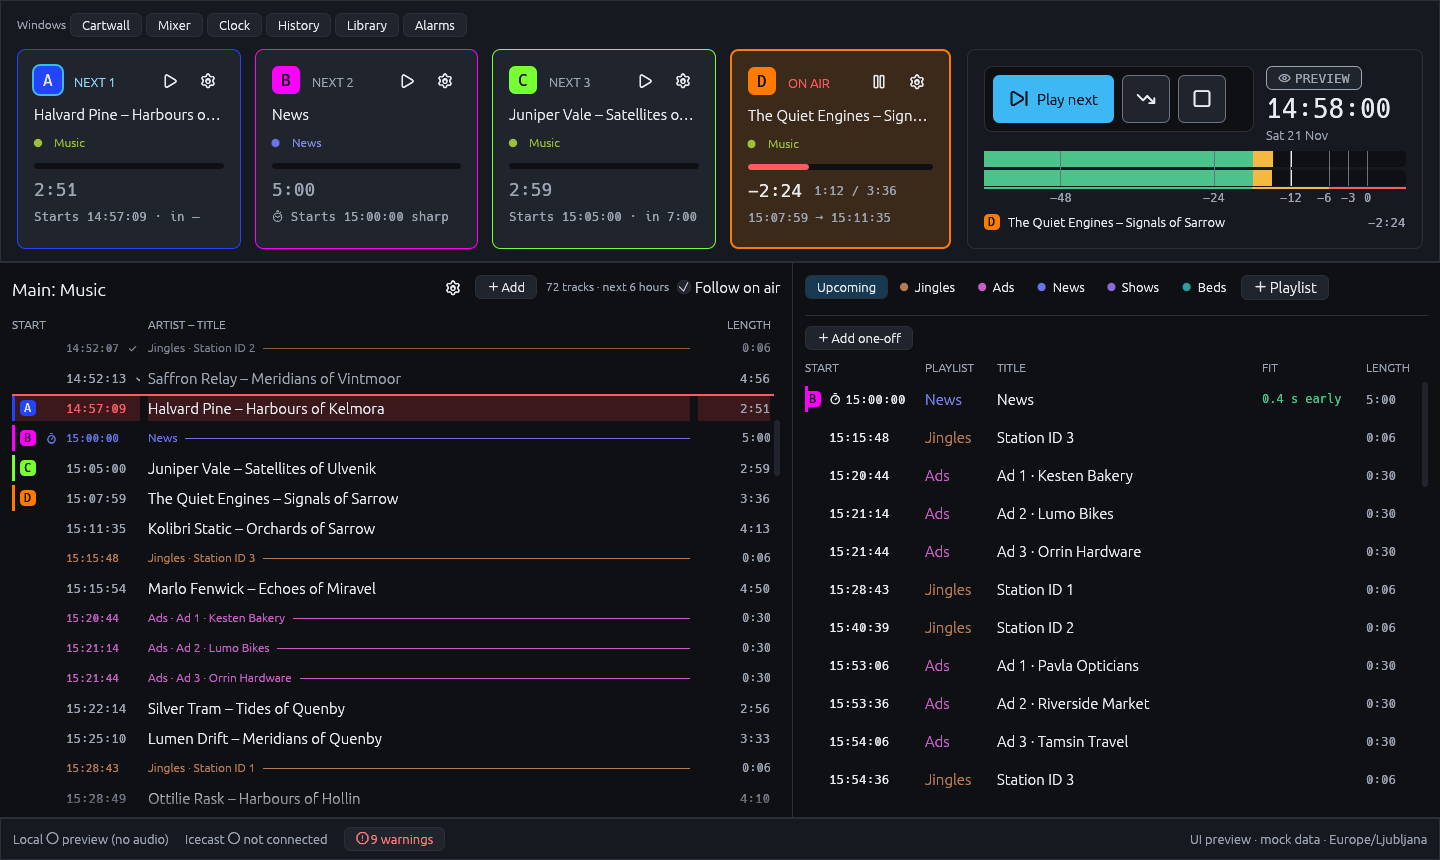 Windows Cartwall Mixer Clock History Library Alarms
A NEXT 1
Halvard Pine – Harbours o…
Music
2:51
Starts 14:57:09 · in –
B NEXT 2
News
News
5:00
Starts 15:00:00 sharp
C NEXT 3
Juniper Vale – Satellites o…
Music
2:59
Starts 15:05:00 · in 7:00
D ON AIR
The Quiet Engines – Sign…
Music
−2:24 1:12 / 3:36
15:07:59 → 15:11:35
Play next
PREVIEW
14:58:00
Sat 21 Nov
−48 −24 −12 −6 −3 0
D The Quiet Engines – Signals of Sarrow −2:24
Main: Music
+ Add 72 tracks · next 6 hours ✓ Follow on air
START ARTIST – TITLE LENGTH
14:52:07 ✓ Jingles · Station ID 2 0:06
14:52:13 Saffron Relay – Meridians of Vintmoor 4:56
A 14:57:09 Halvard Pine – Harbours of Kelmora 2:51
B 15:00:00 News 5:00
C 15:05:00 Juniper Vale – Satellites of Ulvenik 2:59
D 15:07:59 The Quiet Engines – Signals of Sarrow 3:36
15:11:35 Kolibri Static – Orchards of Sarrow 4:13
15:15:48 Jingles · Station ID 3 0:06
15:15:54 Marlo Fenwick – Echoes of Miravel 4:50
15:20:44 Ads · Ad 1 · Kesten Bakery 0:30
15:21:14 Ads · Ad 2 · Lumo Bikes 0:30
15:21:44 Ads · Ad 3 · Orrin Hardware 0:30
15:22:14 Silver Tram – Tides of Quenby 2:56
15:25:10 Lumen Drift – Meridians of Quenby 3:33
15:28:43 Jingles · Station ID 1 0:06
15:28:49 Ottilie Rask – Harbours of Hollin 4:10
Upcoming Jingles Ads News Shows Beds + Playlist
+ Add one-off
START PLAYLIST TITLE FIT LENGTH
B 15:00:00 News News 0.4 s early 5:00
15:15:48 Jingles Station ID 3 0:06
15:20:44 Ads Ad 1 · Kesten Bakery 0:30
15:21:14 Ads Ad 2 · Lumo Bikes 0:30
15:21:44 Ads Ad 3 · Orrin Hardware 0:30
15:28:43 Jingles Station ID 1 0:06
15:40:39 Jingles Station ID 2 0:06
15:53:06 Ads Ad 1 · Pavla Opticians 0:30
15:53:36 Ads Ad 2 · Riverside Market 0:30
15:54:06 Ads Ad 3 · Tamsin Travel 0:30
15:54:36 Jingles Station ID 3 0:06
Local preview (no audio) Icecast not connected 9 warnings
UI preview · mock data · Europe/Ljubljana